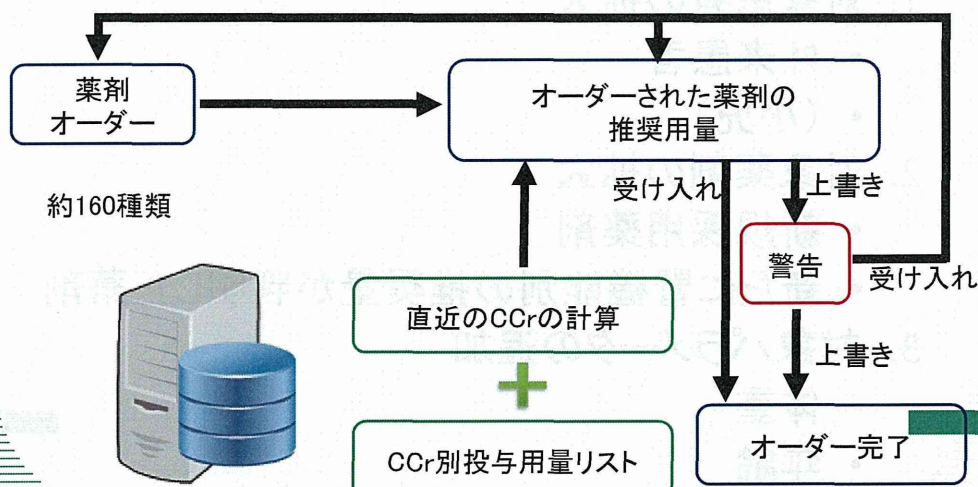 薬剤
オーダー
オーダーされた薬剤の
推奨用量
約160種類
受け入れ
上書き
警告
受け入れ
直近のCCrの計算
上書き
CCr別投与用量リスト
オーダー完了